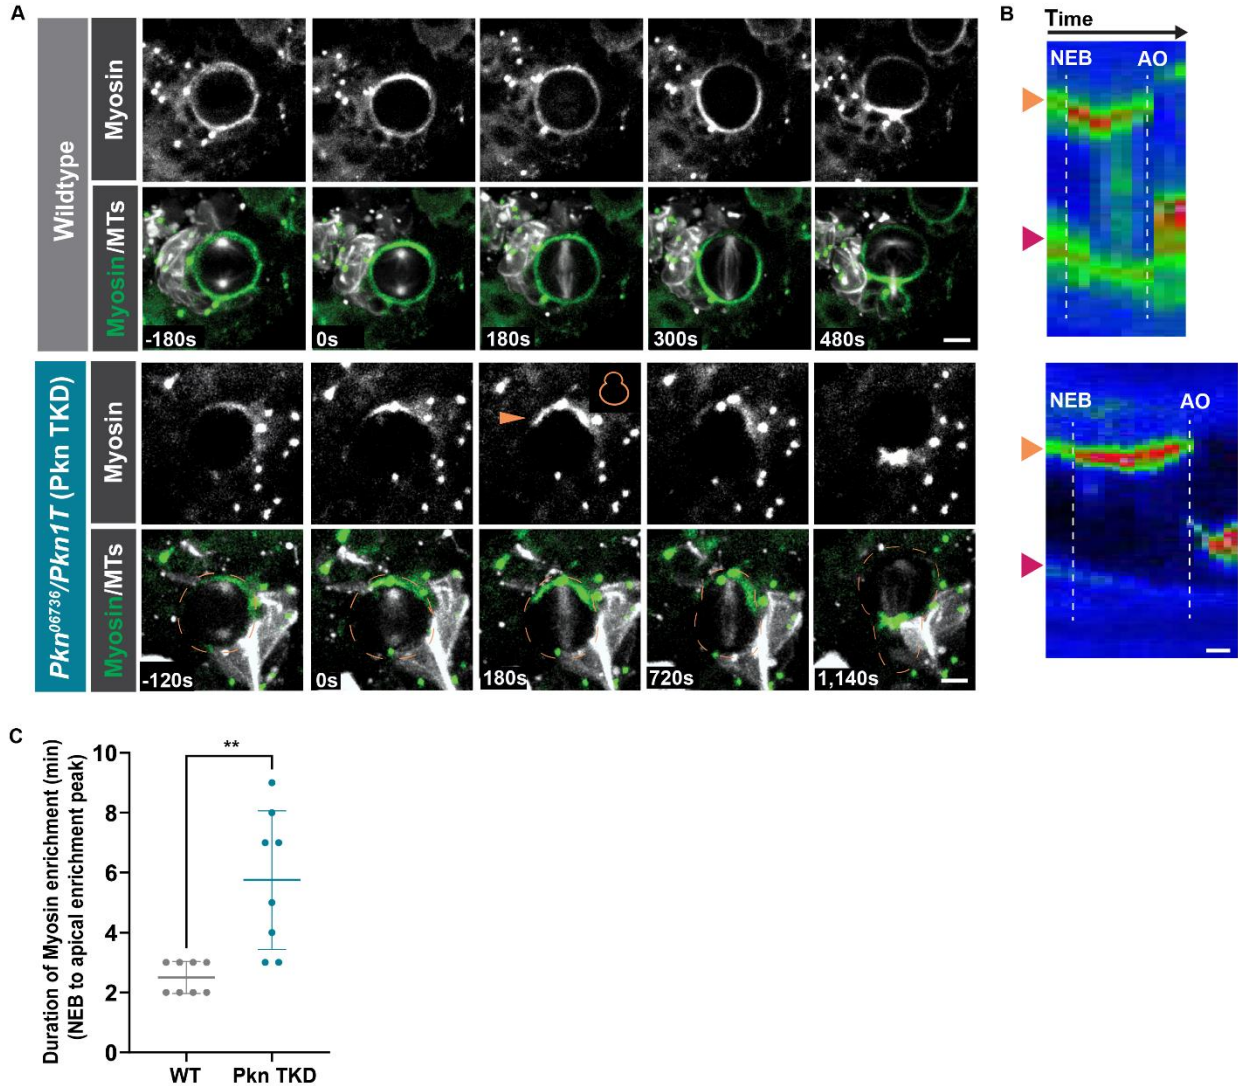 A
Wildtype
Myosin
Myosin/MTs
-180s
0s
180s
300s
480s
Pkn06736/Pkn1T (Pkn TKD)
Myosin
Myosin/MTs
-120s
0s
180s
720s
1,140s
B
Time
NEB AO
NEB AO
C
Duration of Myosin enrichment (min)
(NEB to apical enrichment peak)
**
10
8
6
4
2
0
WT Pkn TKD